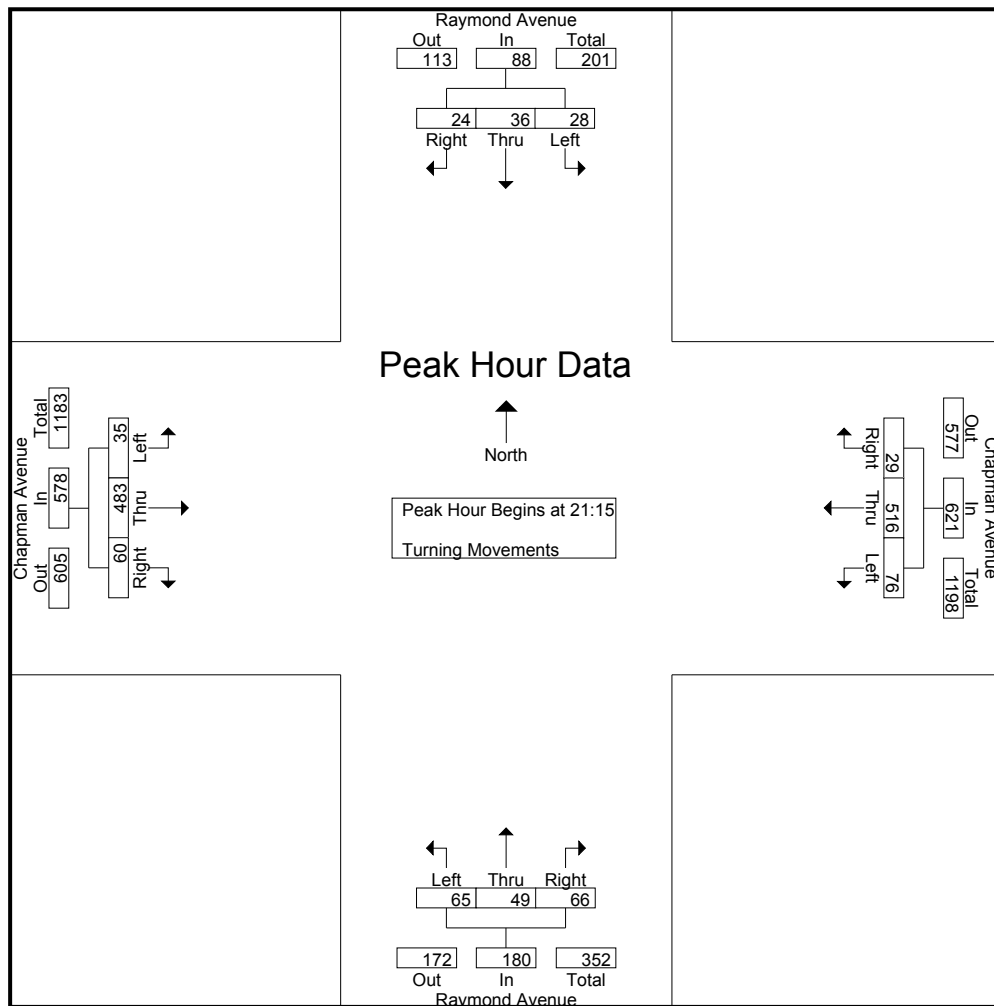 Raymond Avenue
Out In Total
113 88 201
24 36 28
Right Thru Left
Peak Hour Data
North
Peak Hour Begins at 21:15
Turning Movements
Chapman Avenue
Total In Out
1183 578 605
35 483 60
Left Thru Right
Chapman Avenue
Out In Total
577 621 1198
29 516 76
Right Thru Left
Left Thru Right
65 49 66
172 180 352
Out In Total
Raymond Avenue